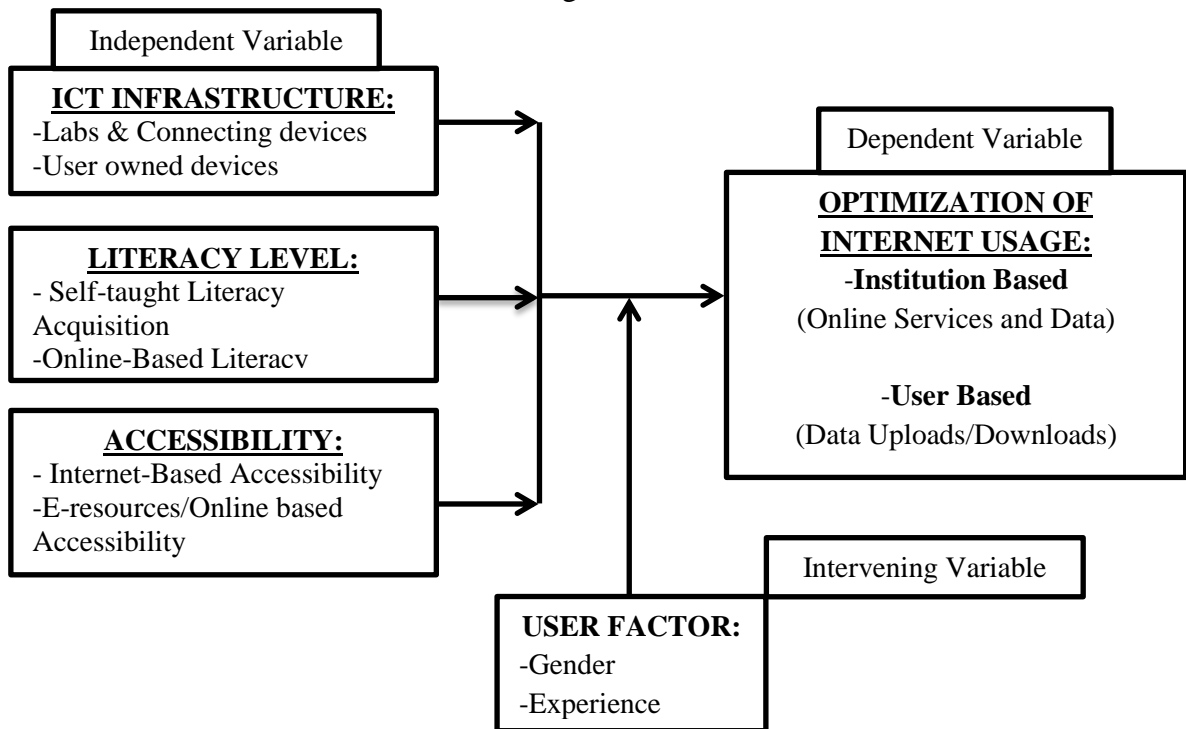 Independent Variable
ICT INFRASTRUCTURE:
-Labs & Connecting devices
-User owned devices
LITERACY LEVEL:
- Self-taught Literacy
Acquisition
-Online-Based Literacy
ACCESSIBILITY:
- Internet-Based Accessibility
-E-resources/Online based
Accessibility
Dependent Variable
OPTIMIZATION OF
INTERNET USAGE:
-Institution Based
(Online Services and Data)
-User Based
(Data Uploads/Downloads)
Intervening Variable
USER FACTOR:
-Gender
-Experience